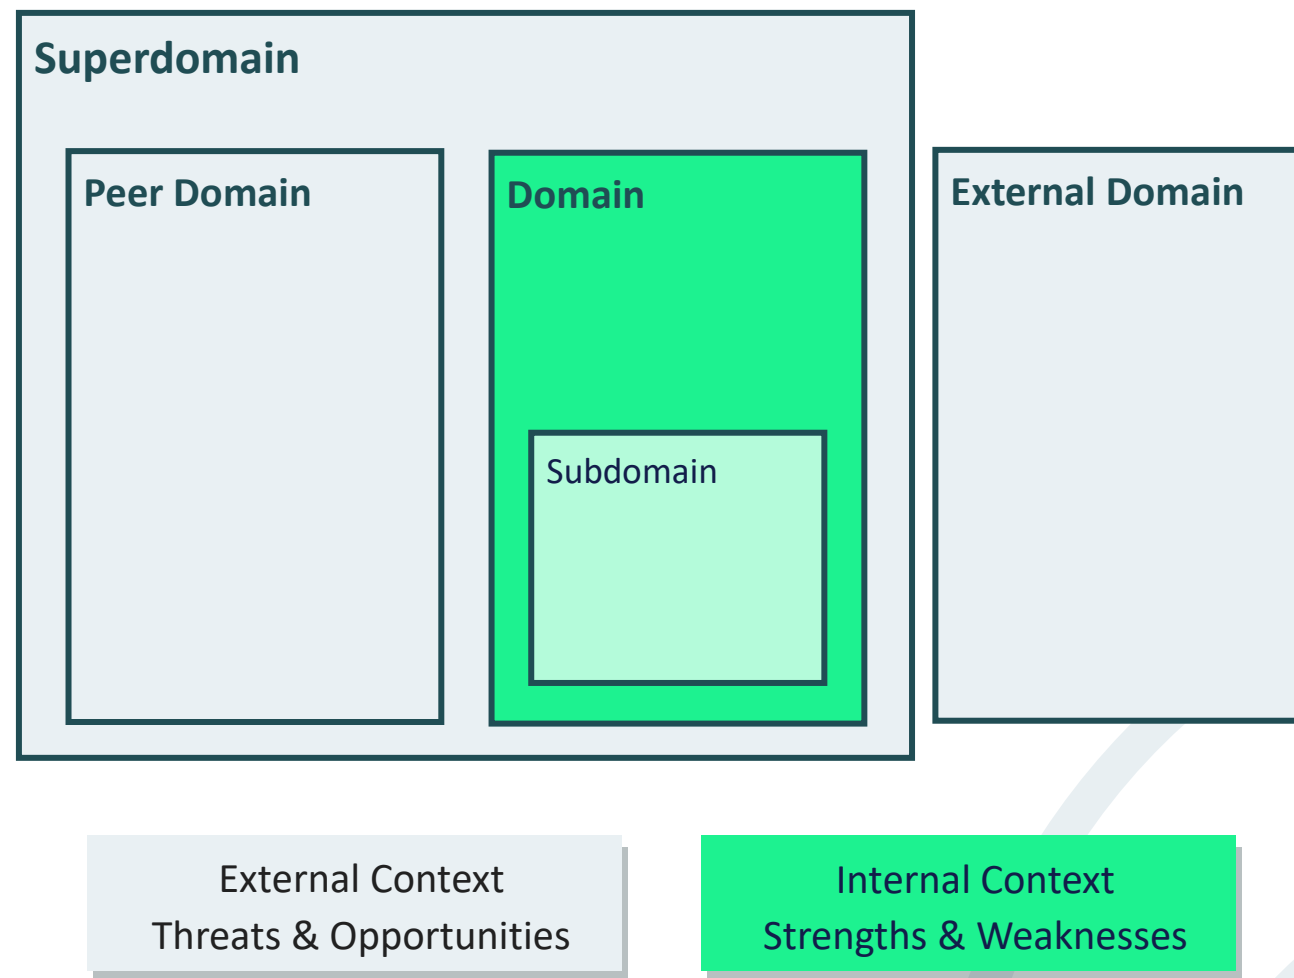 Superdomain
Peer Domain
Domain
External Domain
Subdomain
External Context
Threats & Opportunities
Internal Context
Strengths & Weaknesses